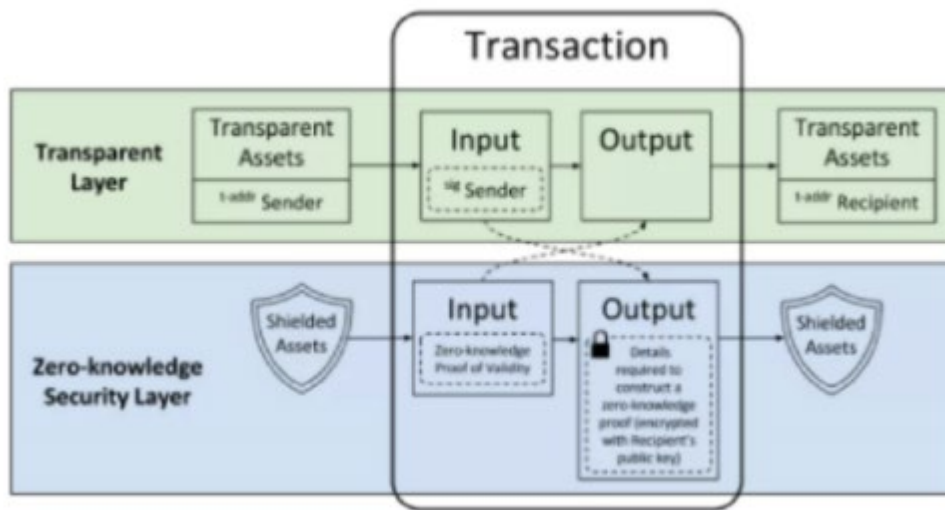 Transaction
Transparent
Layer
Transparent
Assets
t-addr Sender
Input
sig Sender
Output
Transparent
Assets
t-addr Recipient
Zero-knowledge
Security Layer
Shielded
Assets
Input
Zero-knowledge
Proof of Validity
Output
Details
required to
construct a
zero-knowledge
proof (encrypted
with Recipient's
public key)
Shielded
Assets